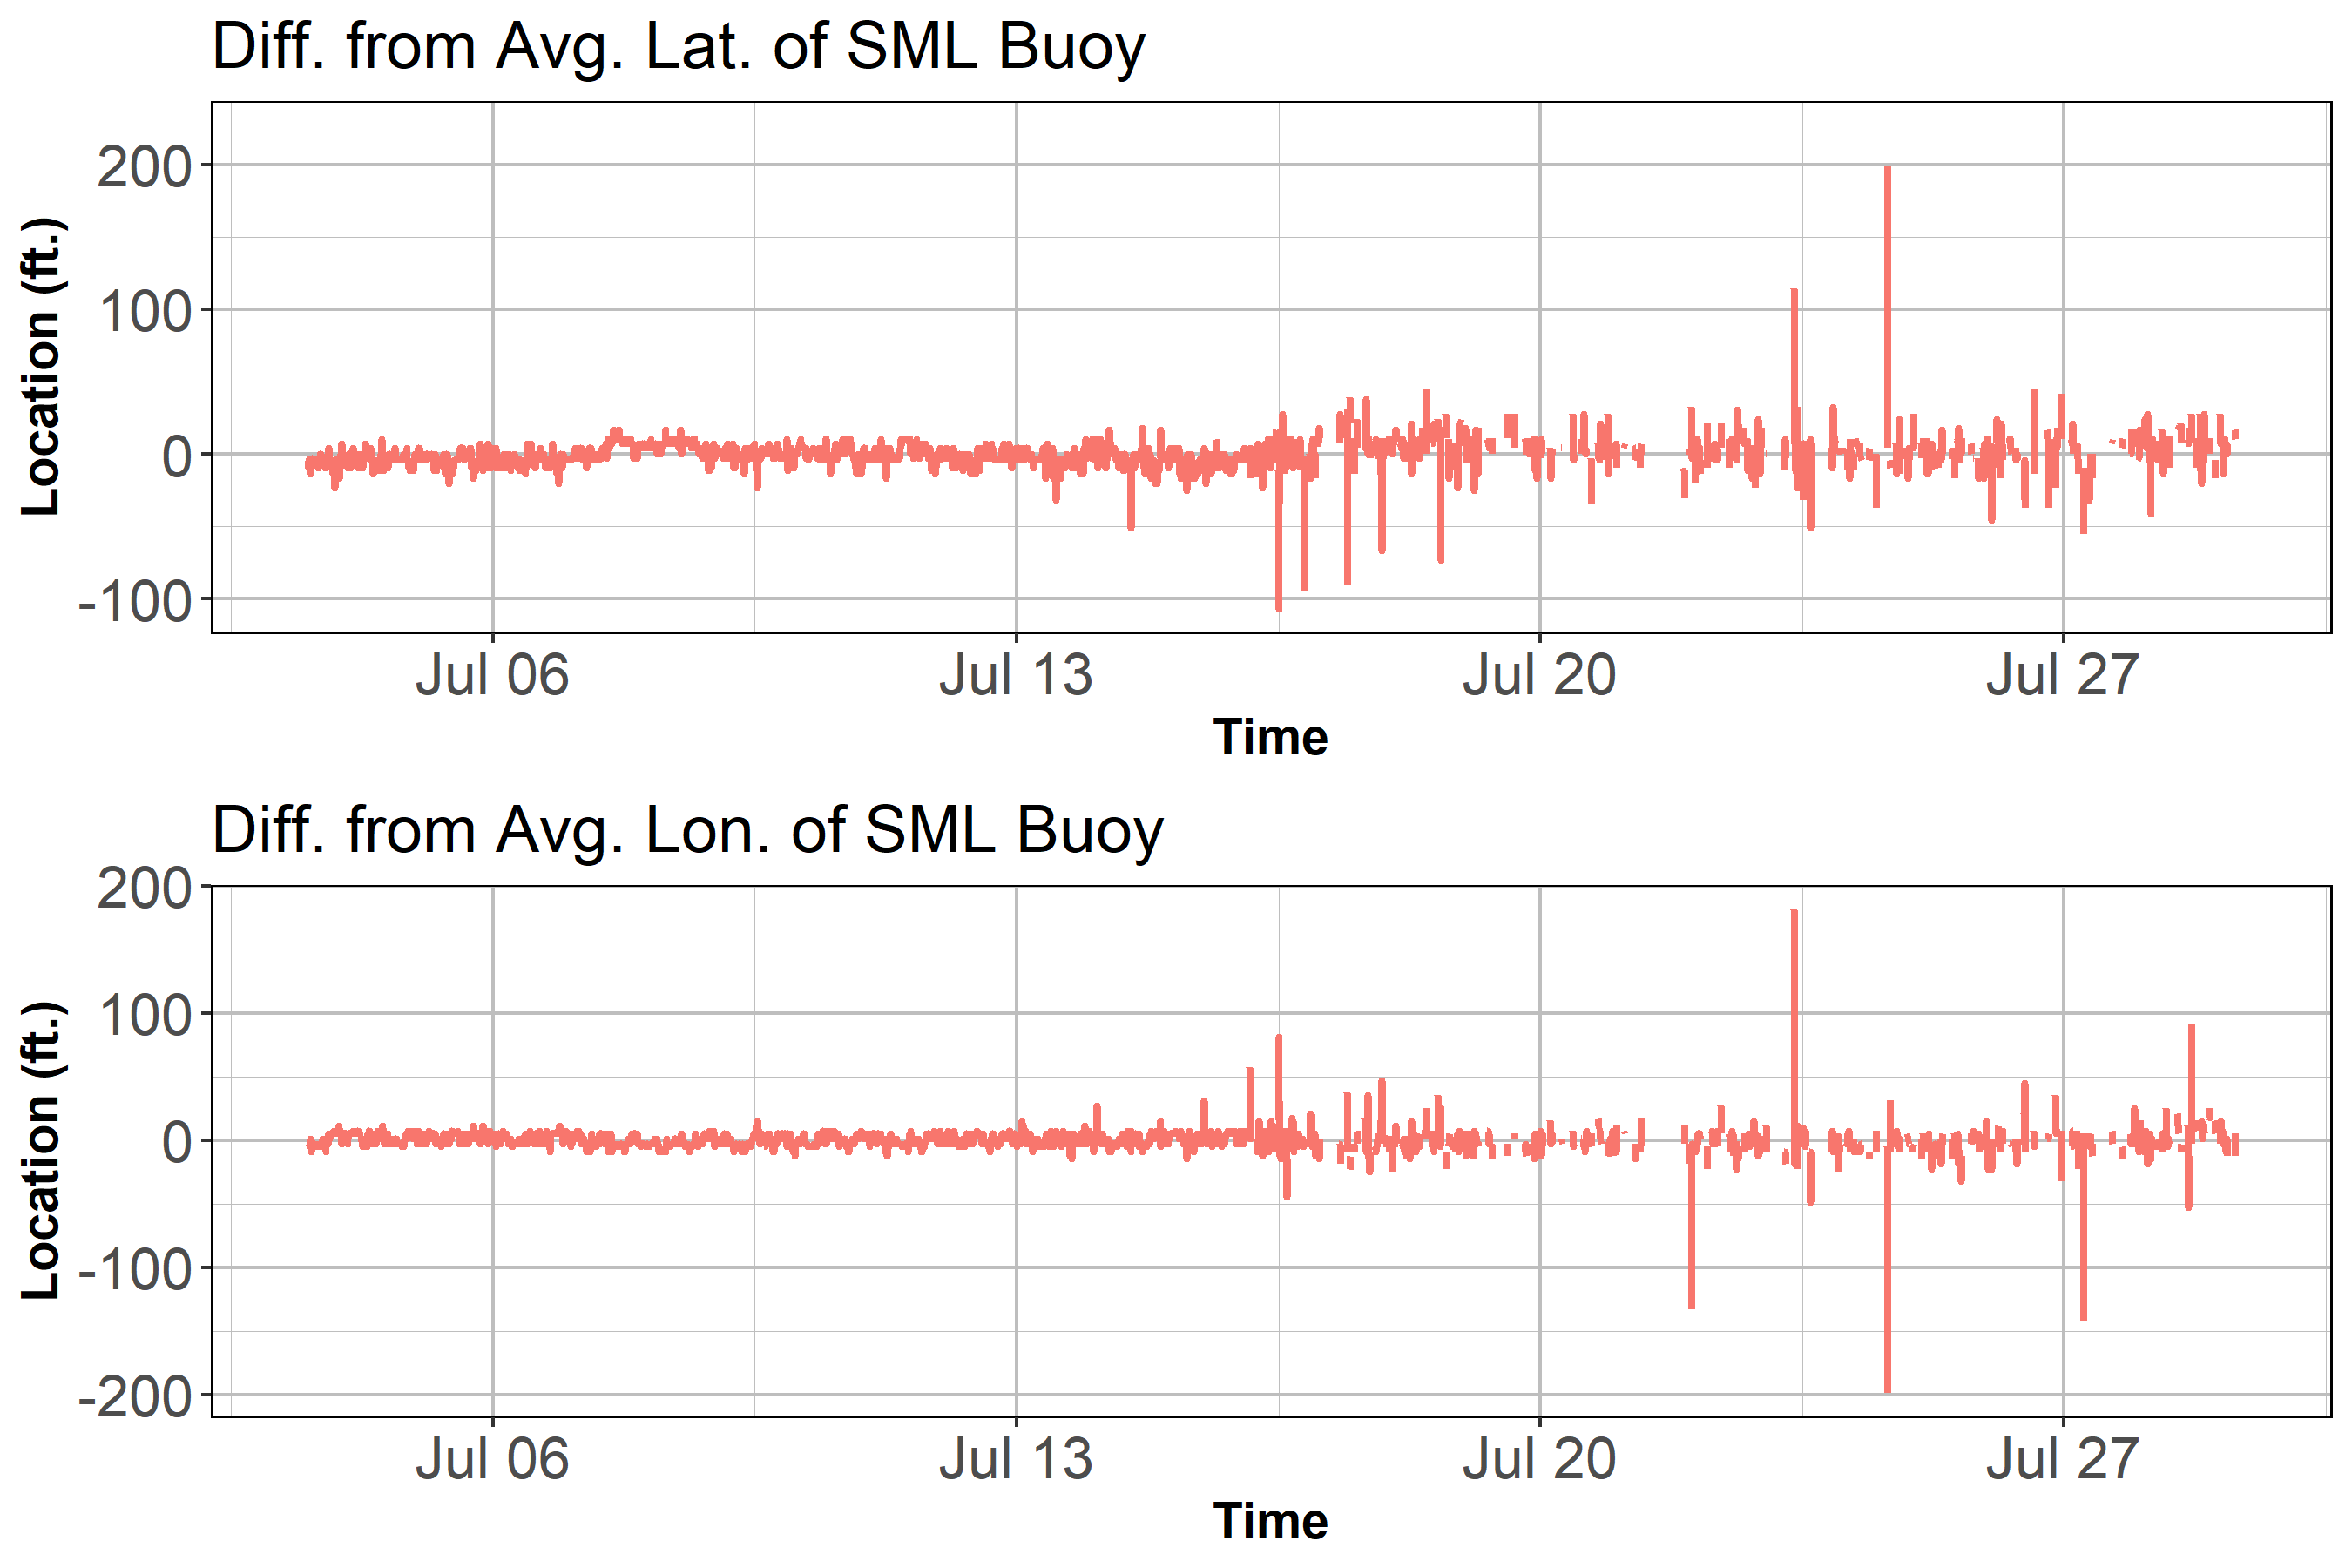 Diff. from Avg. Lat. of SML Buoy
Location (ft.)
200
100
0
-100
Jul 06 Jul 13 Jul 20 Jul 27
Time
Diff. from Avg. Lon. of SML Buoy
Location (ft.)
200
100
0
-100
-200
Jul 06 Jul 13 Jul 20 Jul 27
Time